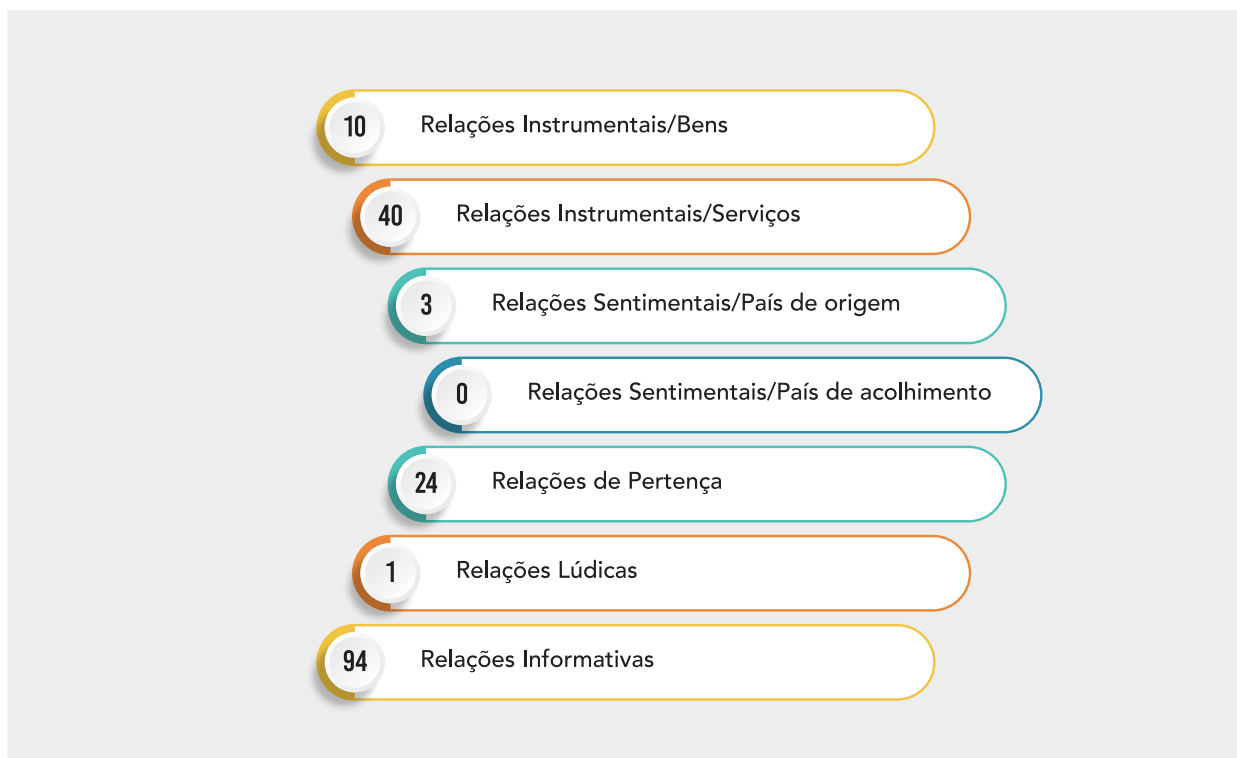 10 Relações Instrumentais/Bens
40 Relações Instrumentais/Serviços
3 Relações Sentimentais/País de origem
0 Relações Sentimentais/País de acolhimento
24 Relações de Pertença
1 Relações Lúdicas
94 Relações Informativas